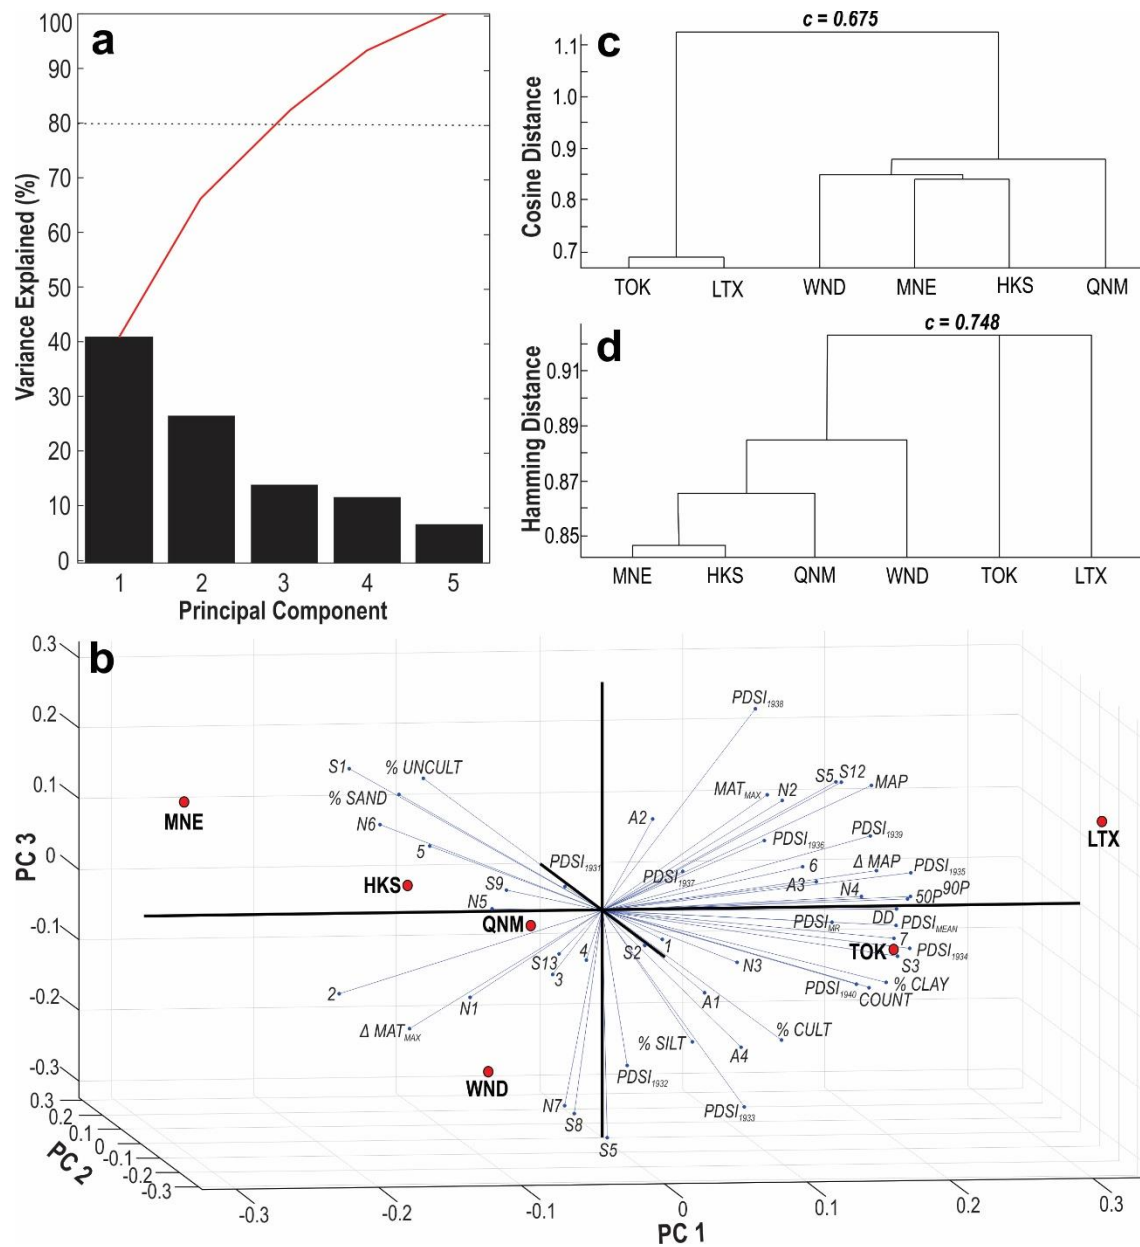 a
100
90
80
70
60
50
40
30
20
10
0
Variance Explained (%)
1 2 3 4 5
Principal Component
c
c = 0.675
Cosine Distance
1.1
1.0
0.9
0.8
0.7
TOK LTX WND MNE HKS QNM
d
c = 0.748
Hamming Distance
0.91
0.89
0.87
0.85
MNE HKS QNM WND TOK LTX
b
PC 3
0.3
0.2
0.1
0
-0.1
-0.2
-0.3
PDSI1938
S1
% UNCULT
% SAND
MNE
N6
5
HKS
S9
N5
QNM
PDSI1931
A2
MATMAX
N2
S5
S12
MAP
PDSI1936
PDSI1939
LTX
PDSI1937
6
A3
Δ MAP
PDSI1935
N4
50P
90P
DD
PDSIMR
PDSIMEAN
7
TOK
S3
PDSI1934
% CLAY
PDSI1940
COUNT
S13
4
3
S2
1
N3
2
N1
Δ MATMAX
A1
% CULT
% SILT
A4
WND
PDSI1932
N7
S8
S5
PDSI1933
0.3
0.2
0.1
0
-0.1
-0.2
-0.3
PC 2
-0.3 -0.2 -0.1 0 0.1 0.2 0.3
PC 1